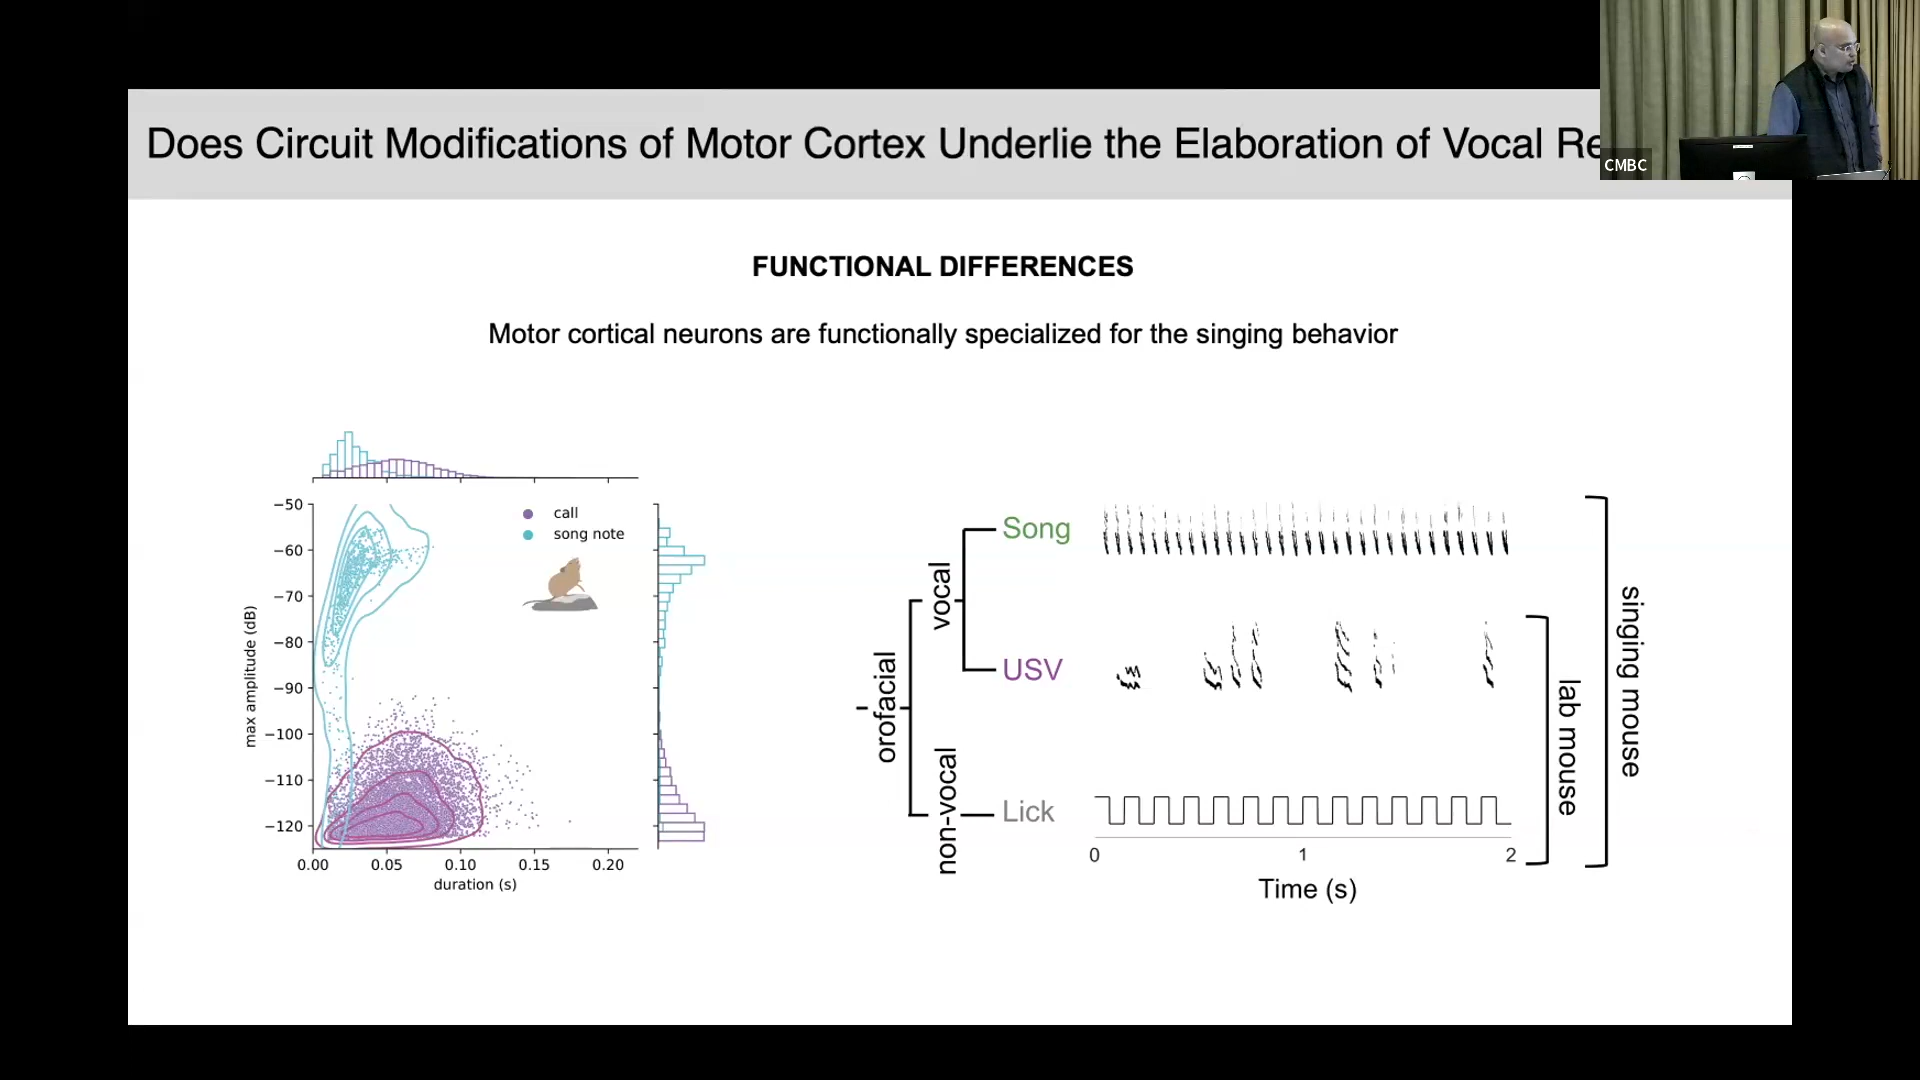 Does Circuit Modifications of Motor Cortex Underlie the Elaboration of Vocal
CMBC
FUNCTIONAL DIFFERENCES
Motor cortical neurons are functionally specialized for the singing behavior
call
song note
−50
−60
−70
−80
−90
−100
−110
−120
max amplitude (dB)
0.00 0.05 0.10 0.15 0.20
duration (s)
orofacial
vocal
non-vocal
Song
USV
Lick
0 1 2
Time (s)
lab mouse
singing mouse